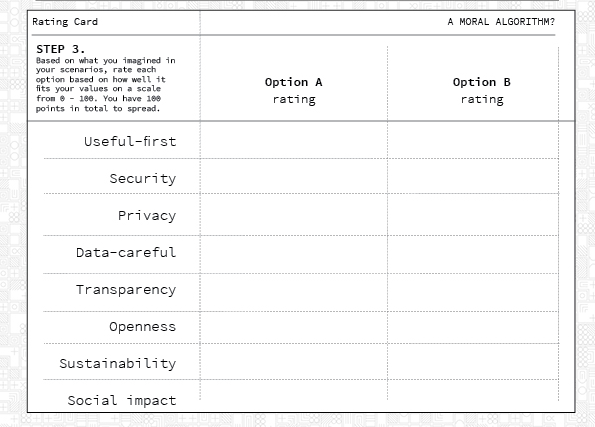 Rating Card
A MORAL ALGORITHM?
STEP 3.
Based on what you imagined in
your scenarios, rate each
option based on how well it
fits your values on a scale
from 0 - 100. You have 100
points in total to spread.
Option A
rating
Option B
rating
Useful-first
Security
Privacy
Data-careful
Transparency
Openness
Sustainability
Social impact